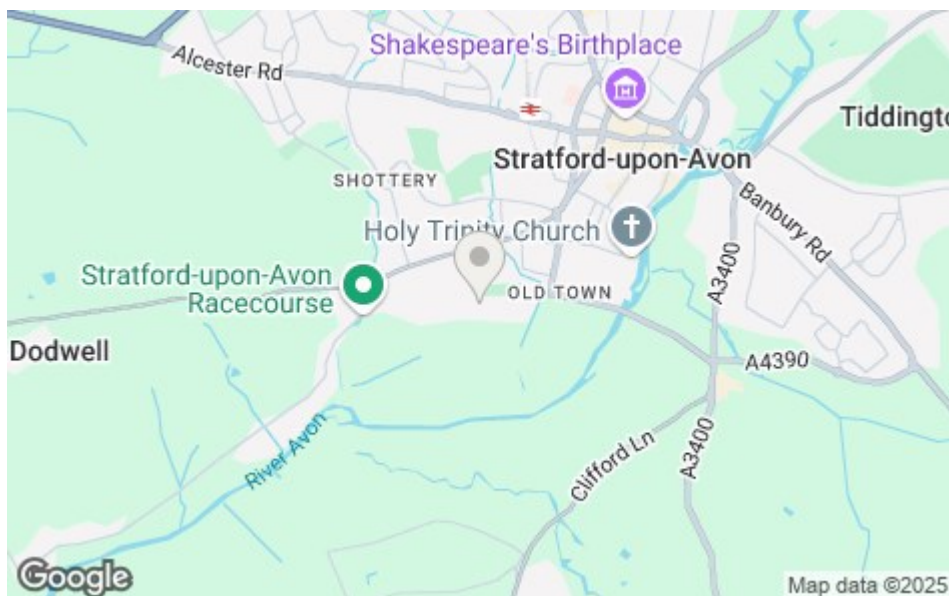 Alcester Rd
Shakespeare's Birthplace
Tiddingto
Stratford-upon-Avon
SHOTTERY
Banbury Rd
Holy Trinity Church
A3400
Stratford-upon-Avon
Racecourse
OLD TOWN
Dodwell
A4390
River Avon
Clifford Ln
A3400
Google
Map data ©2025